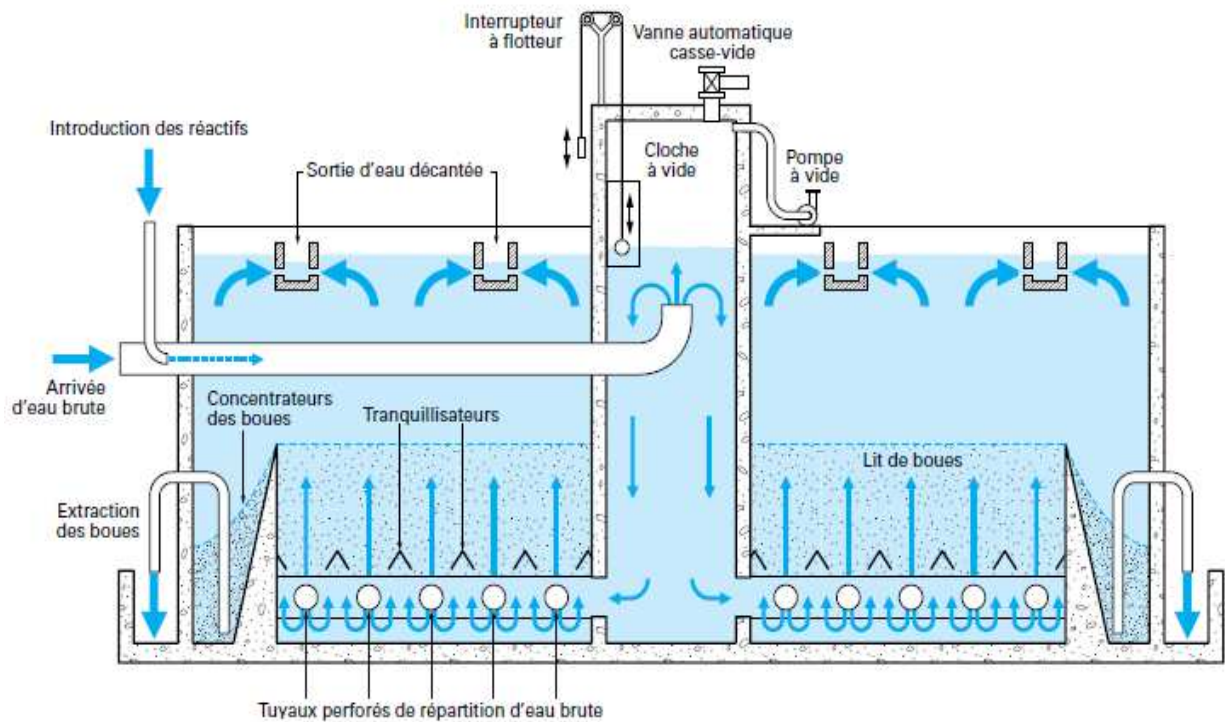 Interrupteur
à flotteur
Vanne automatique
casse-vide
Introduction des réactifs
Sortie d'eau décantée
Cloche
à vide
Pompe
à vide
Arrivée
d'eau brute
Concentrateurs
des boues
Tranquillisateurs
Lit de boues
Extraction
des boues
Tuyaux perforés de répartition d'eau brute